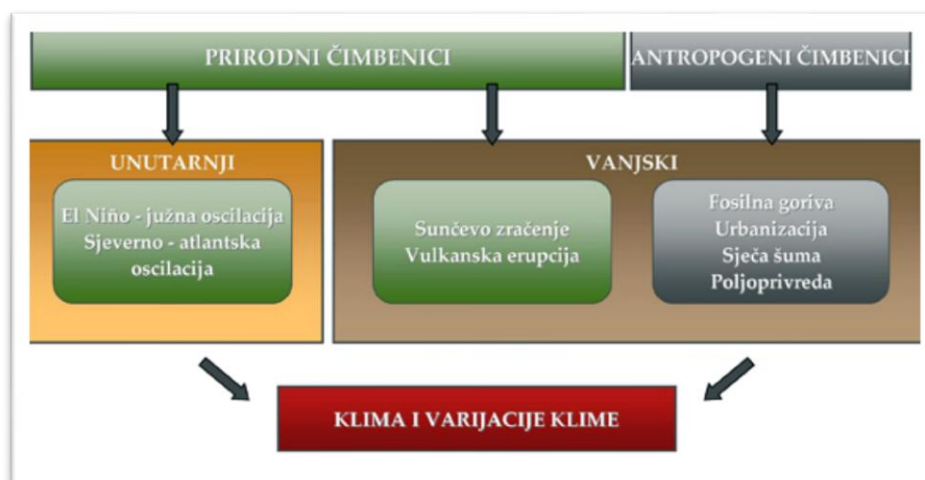 PRIRODNI ČIMBENICI
ANTROPOGENI ČIMBENICI
UNUTARNJI
El Niño - južna oscilacija
Sjeverno - atlantska
oscilacija
VANJSKI
Sunčevo zračenje
Vulkanska erupcija
Fosilna goriva
Urbanizacija
Sječa šuma
Poljoprivreda
KLIMA I VARIJACIJE KLIME